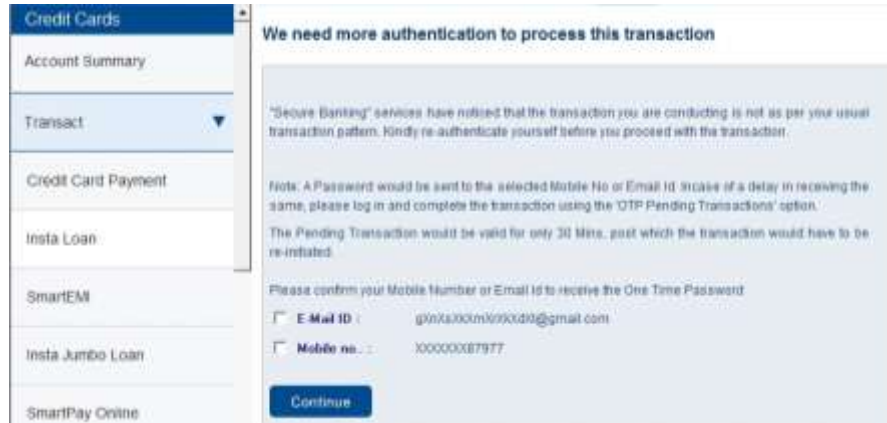 Credit Cards
Account Summary
Transact
Credit Card Payment
Insta Loan
SmartEMI
Insta Jumbo Loan
SmartPay Online
We need more authentication to process this transaction
"Secure Banking" services have noticed that the transaction you are conducting is not as per your usual
transaction pattern. Kindly re-authenticate yourself before you proceed with the transaction.
Note: A Password would be sent to the selected Mobile No or Email Id. Incase of a delay in receiving the
same, please log in and complete the transaction using the 'OTP Pending Transactions' option.
The Pending Transaction would be valid for only 30 Mins, post which the transaction would have to be
re-initiated.
Please confirm your Mobile Number or Email Id to receive the One Time Password
E-Mail ID : @gmail.com
Mobile no.. : XXXXXXX87977
Continue